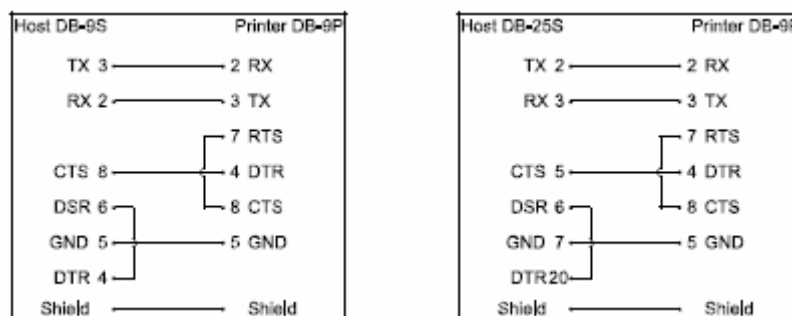 Host DB-9S Printer DB-9P
TX 3 2 RX
RX 2 3 TX
7 RTS
CTS 8 4 DTR
DSR 6 8 CTS
GND 5 5 GND
DTR 4
Shield Shield
Host DB-25S Printer DB-9P
TX 2 2 RX
RX 3 3 TX
7 RTS
CTS 5 4 DTR
DSR 6 8 CTS
GND 7 5 GND
DTR20
Shield Shield